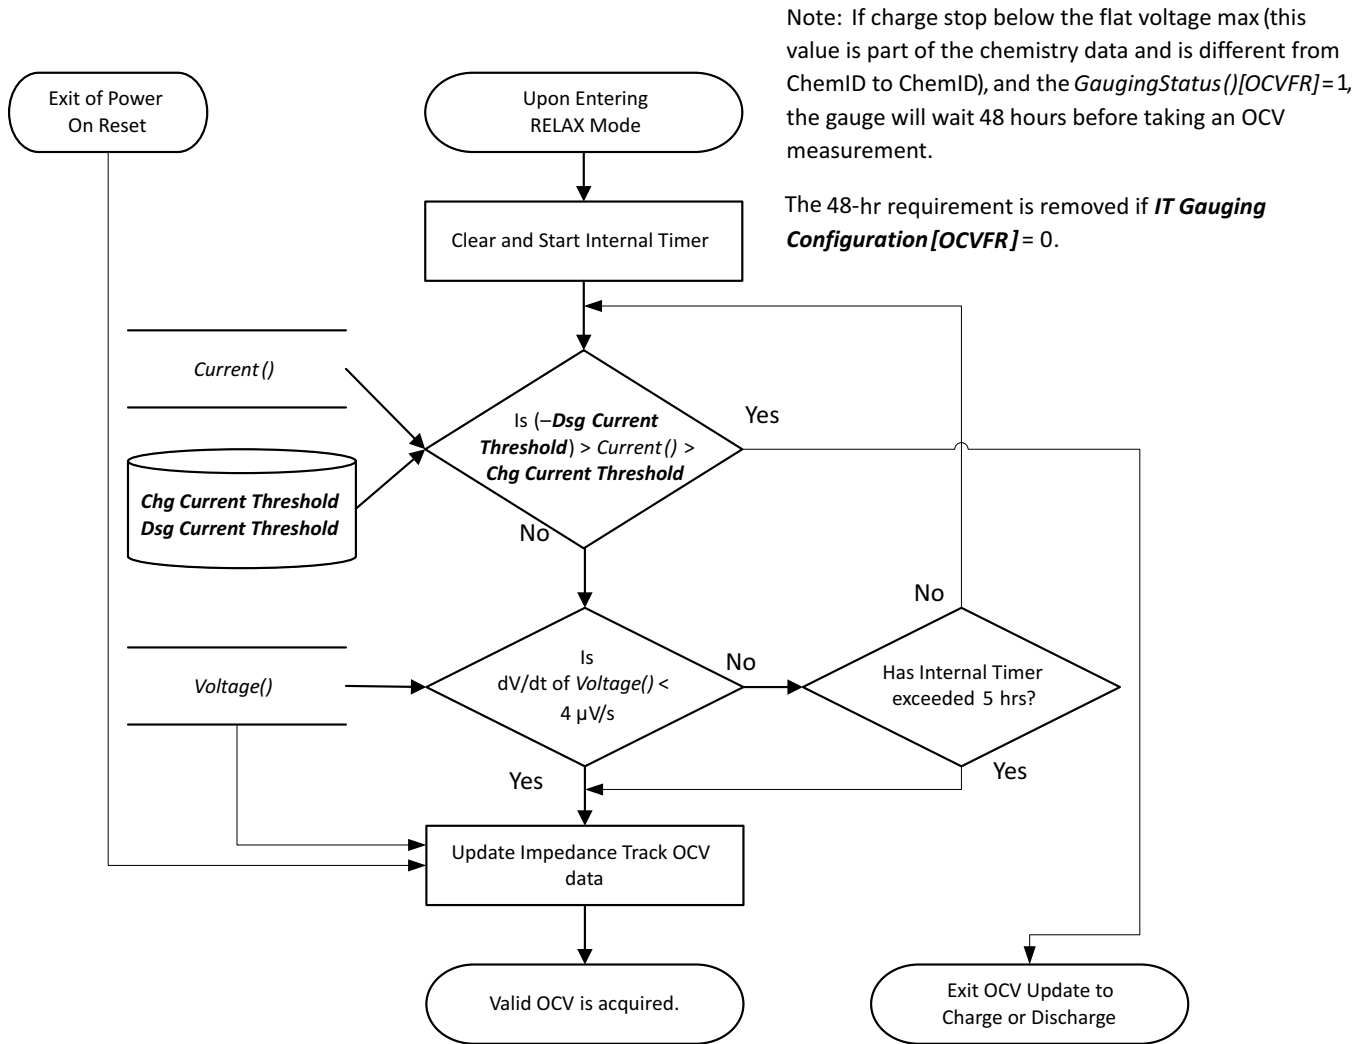 Note: If charge stop below the flat voltage max (this
value is part of the chemistry data and is different from
ChemID to ChemID), and the GaugingStatus()[OCVFR] = 1,
the gauge will wait 48 hours before taking an OCV
measurement.
The 48-hr requirement is removed if IT Gauging
Configuration[OCVFR] = 0.
Exit of Power
On Reset
Upon Entering
RELAX Mode
Clear and Start Internal Timer
Current()
Chg Current Threshold
Dsg Current Threshold
Is (–Dsg Current
Threshold) > Current() >
Chg Current Threshold
Yes
No
Voltage()
Is
dV/dt of Voltage() <
4 µV/s
No
Yes
Has Internal Timer
exceeded 5 hrs?
No
Yes
Update Impedance Track OCV
data
Valid OCV is acquired.
Exit OCV Update to
Charge or Discharge